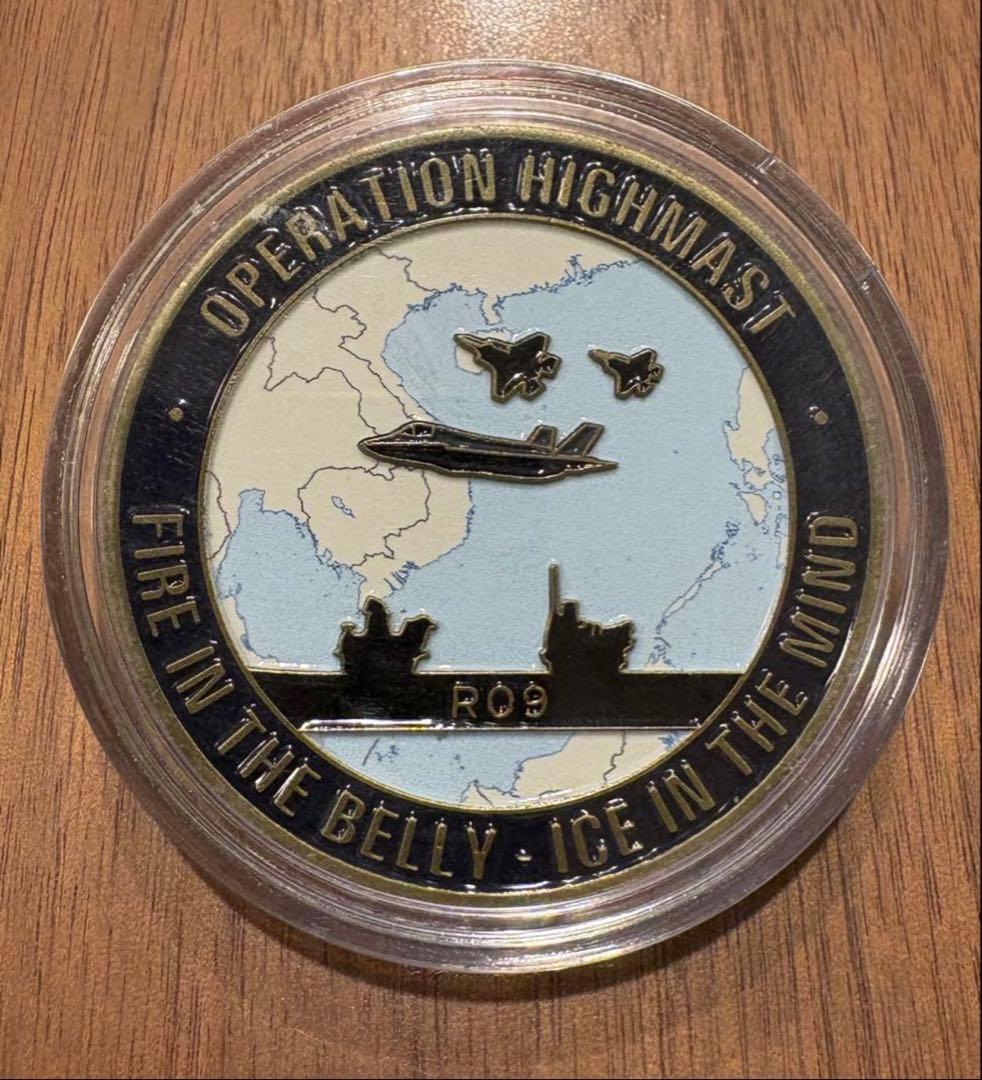 OPERATION HIGHMAST
R09
FIRE IN THE BELLY - ICE IN THE MIND